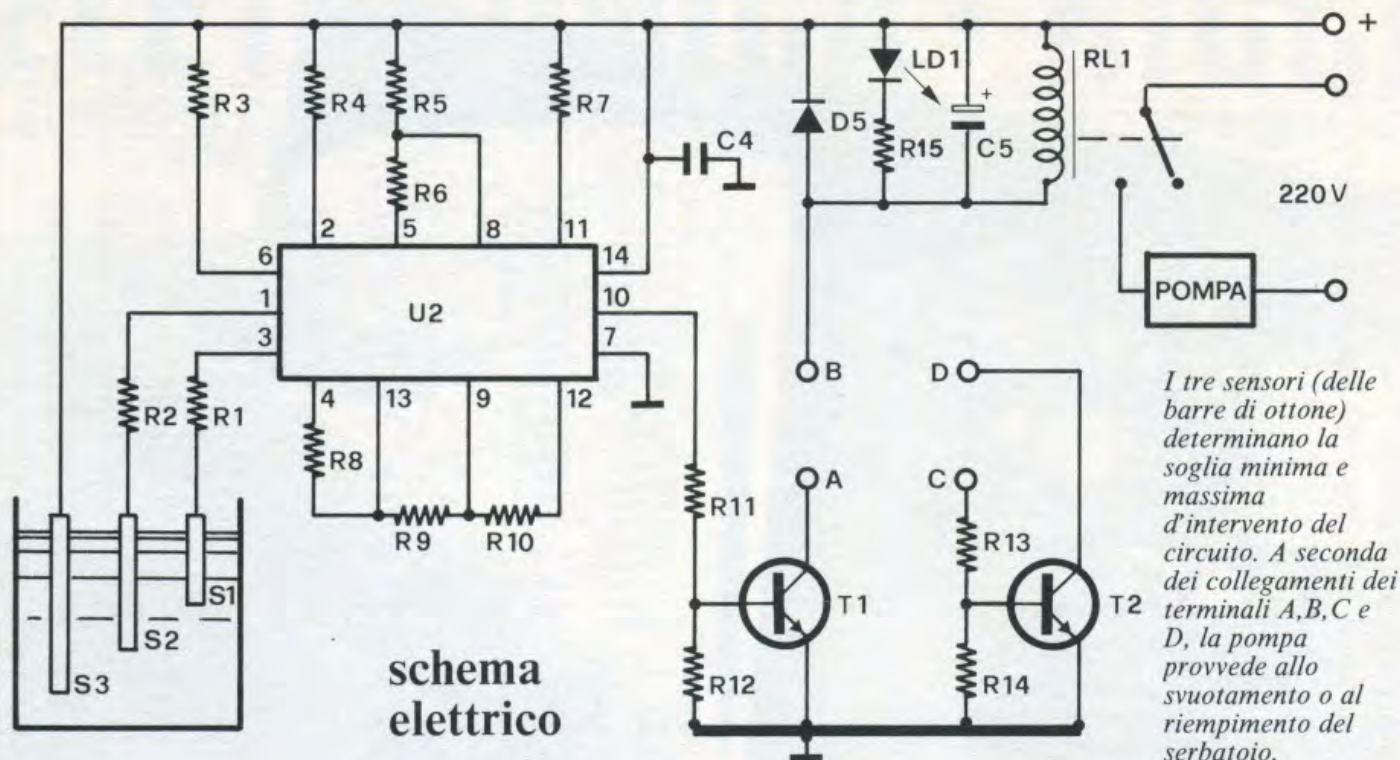 +
R3
R4
R5
R7
LD1
RL1
D5
+
R15
C5
C4
R6
220 V
2
5
8
11
6
14
1
U2
10
POMPA
3
7
R2
R1
4
13
9
12
B
D
R8
A
C
R9
R10
R11
R13
S1
T1
T2
S2
S3
R12
R14
schema
elettrico
I tre sensori (delle
barre di ottone)
determinano la
soglia minima e
massima
d'intervento del
circuito. A seconda
dei collegamenti dei
terminali A,B,C e
D, la pompa
provvede allo
svuotamento o al
riempimento del
serbatoio.